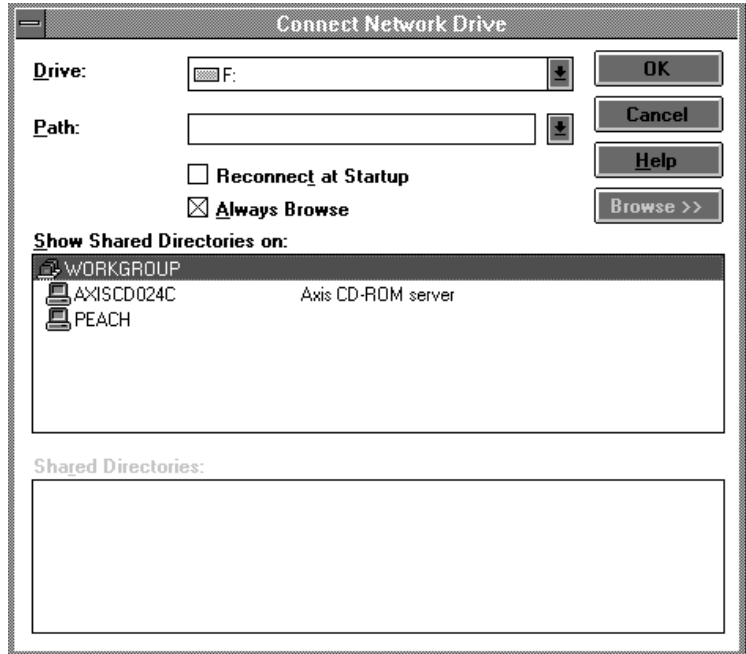 Connect Network Drive
Drive: F: OK
Cancel
Path:
Help
Reconnect at Startup
Always Browse Browse >>
Show Shared Directories on:
WORKGROUP
AXISCD024C Axis CD-ROM server
PEACH
Shared Directories: